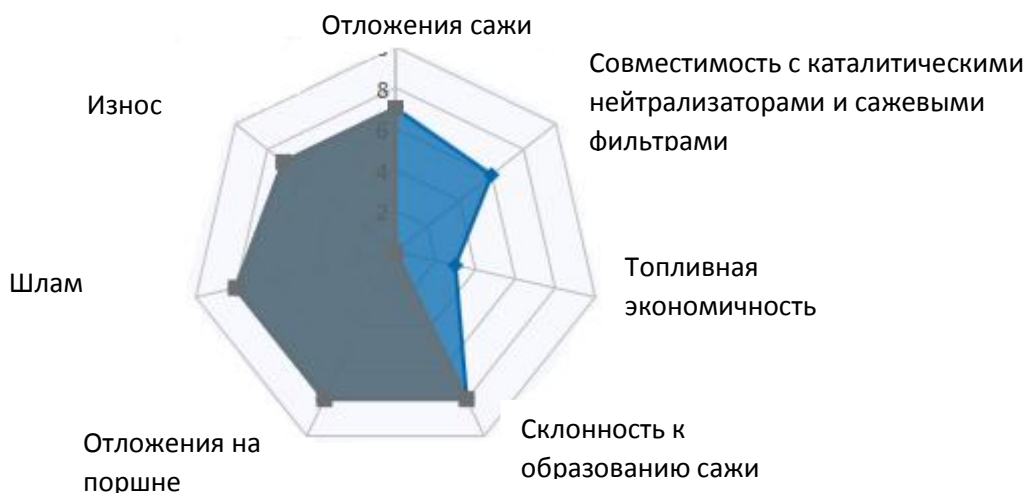 Отложения сажи
Совместимость с каталитическими
нейтрализаторами и сажевыми
фильтрами
Износ
8
6
4
2
Шлам
Топливная
экономичность
Отложения на
поршне
Склонность к
образованию сажи